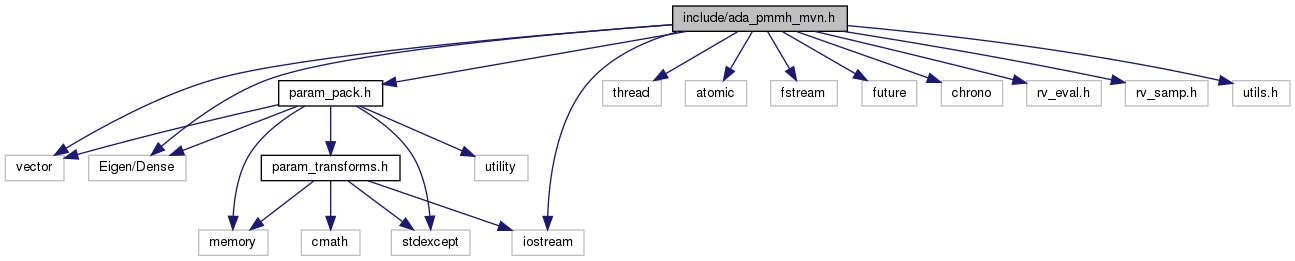 include/ada_pmmh_mvn.h
param_pack.h
thread
atomic
fstream
future
chrono
rv_eval.h
rv_samp.h
utils.h
vector
Eigen/Dense
param_transforms.h
utility
memory
cmath
stdexcept
iostream